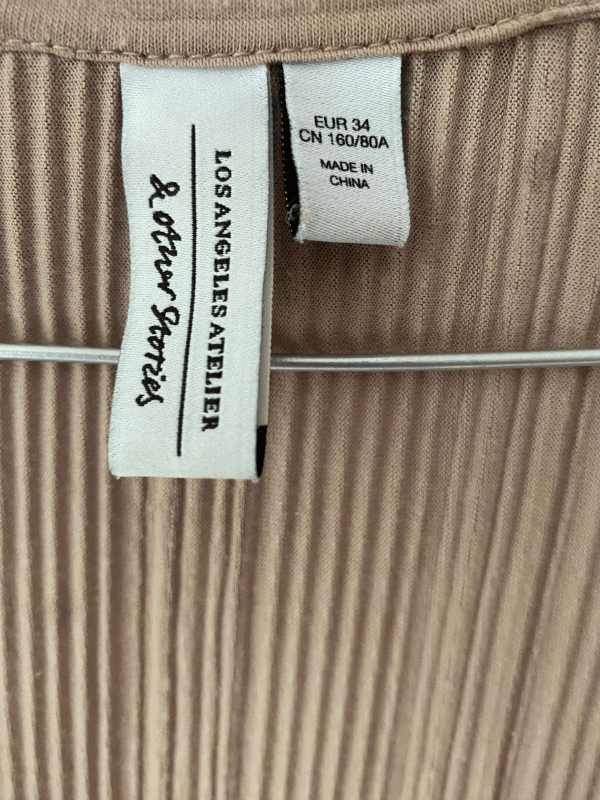 & other Stories
LOS ANGELES ATELIER
EUR 34
CN 160/80A
MADE IN
CHINA